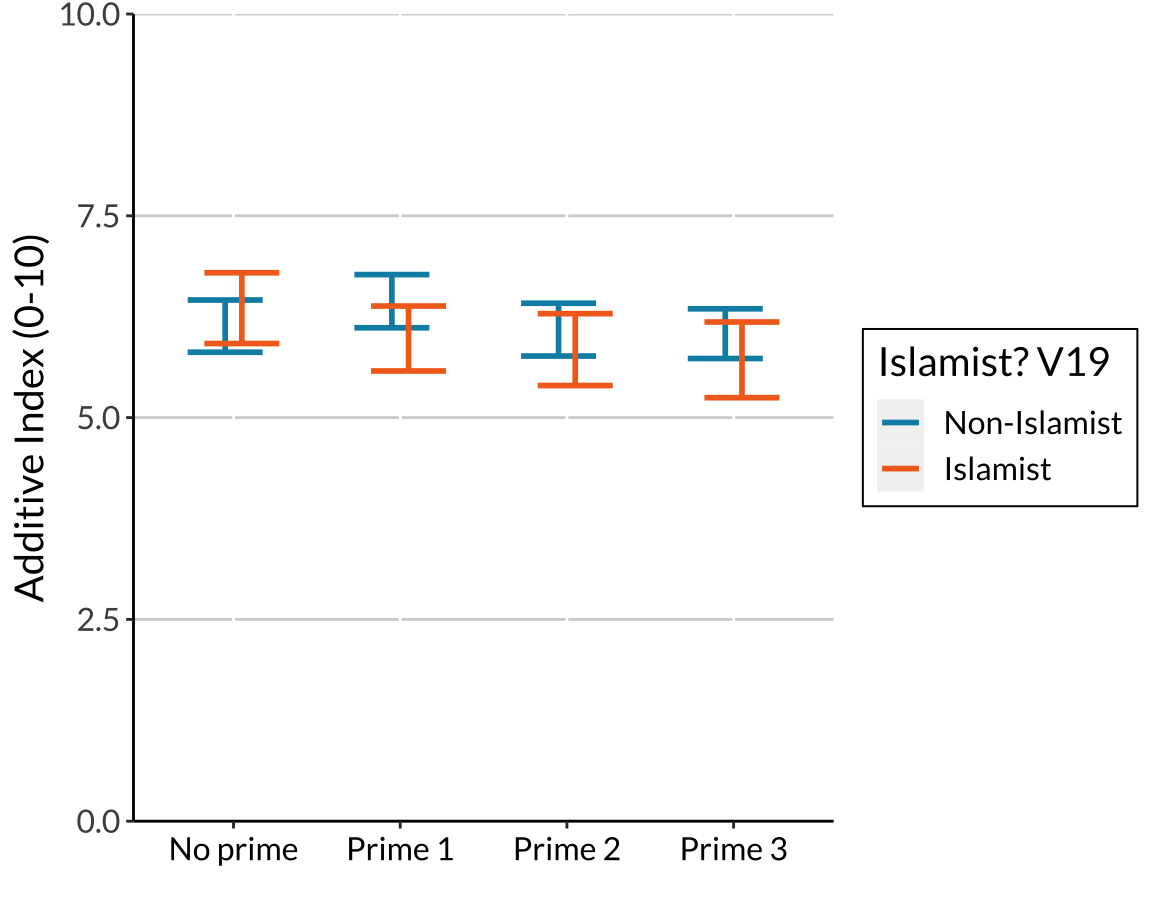 Additive Index (0-10)
10.0
7.5
5.0
2.5
0.0
No prime
Prime 1
Prime 2
Prime 3
Islamist? V19
Non-Islamist
Islamist